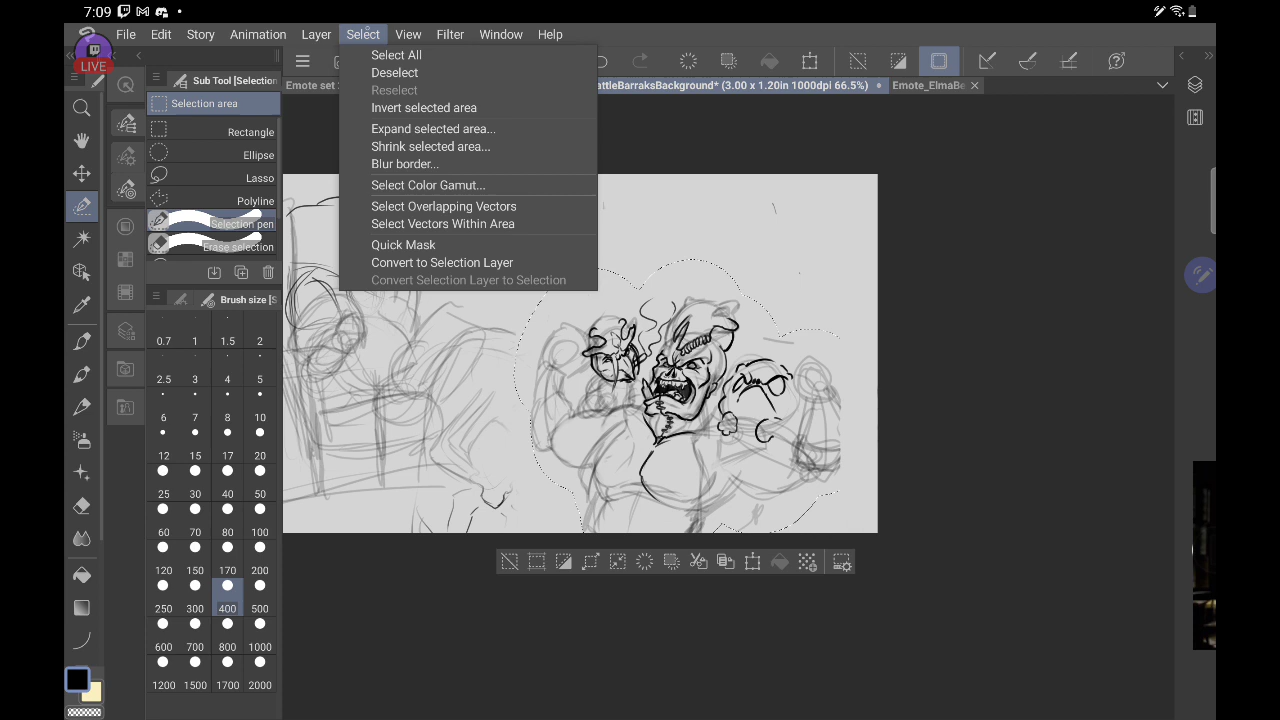 7:09
LIVE
File Edit Story Animation Layer Select View Filter Window Help
Sub Tool [Selection
Emote set
attleBarraksBackground* (3.00 x 1.20in 1000dpi 66.5%)
Emote_ElmaBe
Selection area
Rectangle
Ellipse
Lasso
Polyline
Selection pen
Erase selection
Select All
Deselect
Reselect
Invert selected area
Expand selected area...
Shrink selected area...
Blur border...
Select Color Gamut...
Select Overlapping Vectors
Select Vectors Within Area
Quick Mask
Convert to Selection Layer
Convert Selection Layer to Selection
Brush size [S
0.7 1 1.5 2
2.5 3 4 5
6 7 8 10
12 15 17 20
25 30 40 50
60 70 80 100
120 150 170 200
250 300 400 500
600 700 800 1000
1200 1500 1700 2000